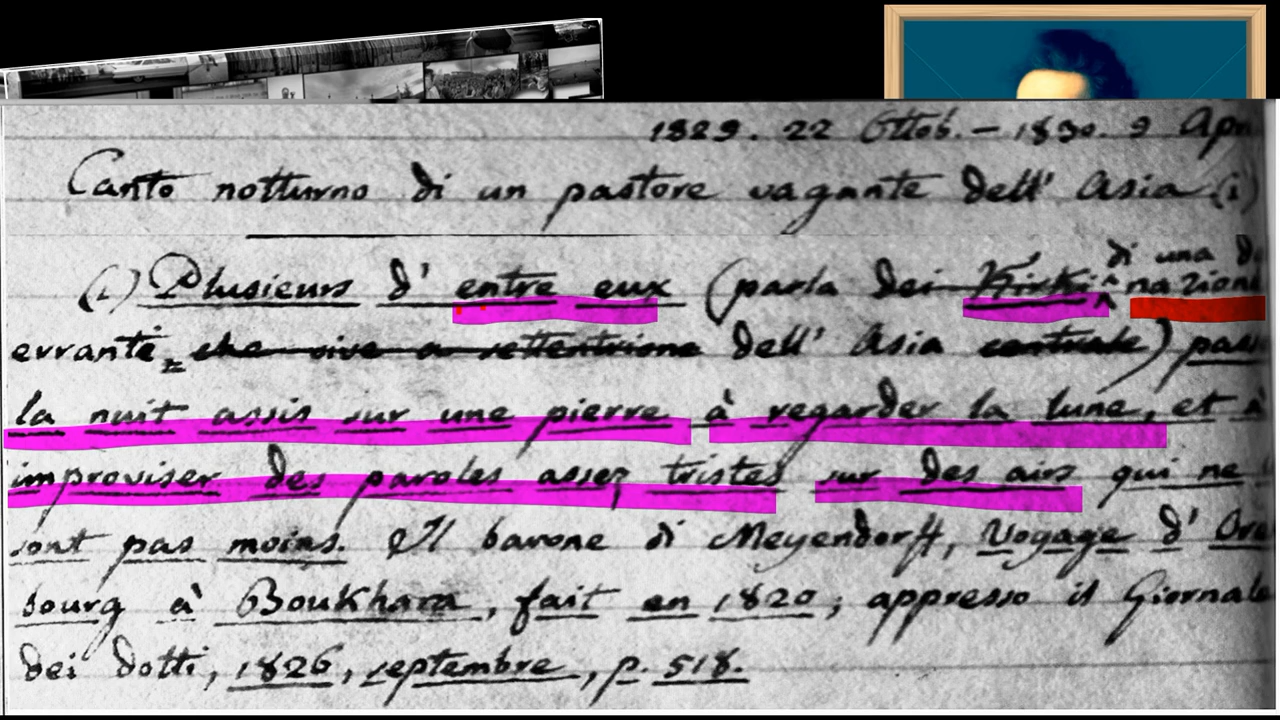 1829. 22 Ottob. - 1830. 9 Apr
Canto notturno di un pastore vagante dell' Asia (1)
di una
(1) Plusieurs d' entre eux (parla dei Kirki nazione
errante, che vive a settentrione dell' Asia centrale) pass
la nuit assis sur une pierre à regarder la lune, et à
improviser des paroles assez tristes sur des airs qui ne
sont pas moins. Il barone di Meyendorff, Voyage d' Oren
bourg à Boukhara, fait en 1820; appresso il Giornale
dei dotti, 1826, septembre, p. 518.